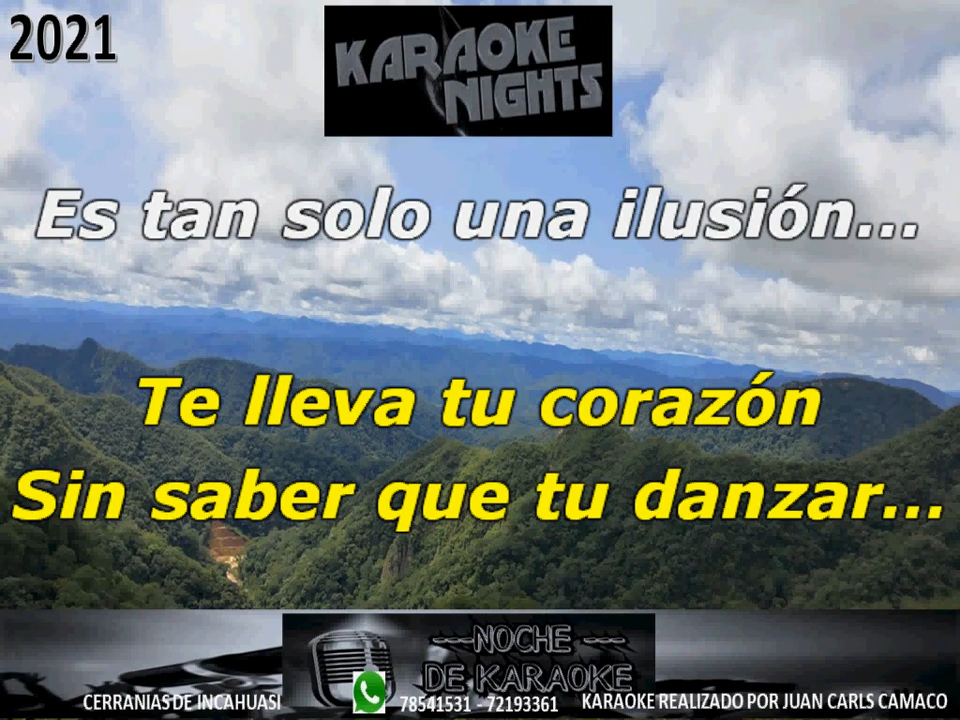 2021
KARAOKE
NIGHTS
Es tan solo una ilusión...
Te lleva tu corazón
Sin saber que tu danzar...
---NOCHE ---
DE KARAOKE
CERRANIAS DE INCAHUASI
78541531 - 72193361
KARAOKE REALIZADO POR JUAN CARLS CAMACO